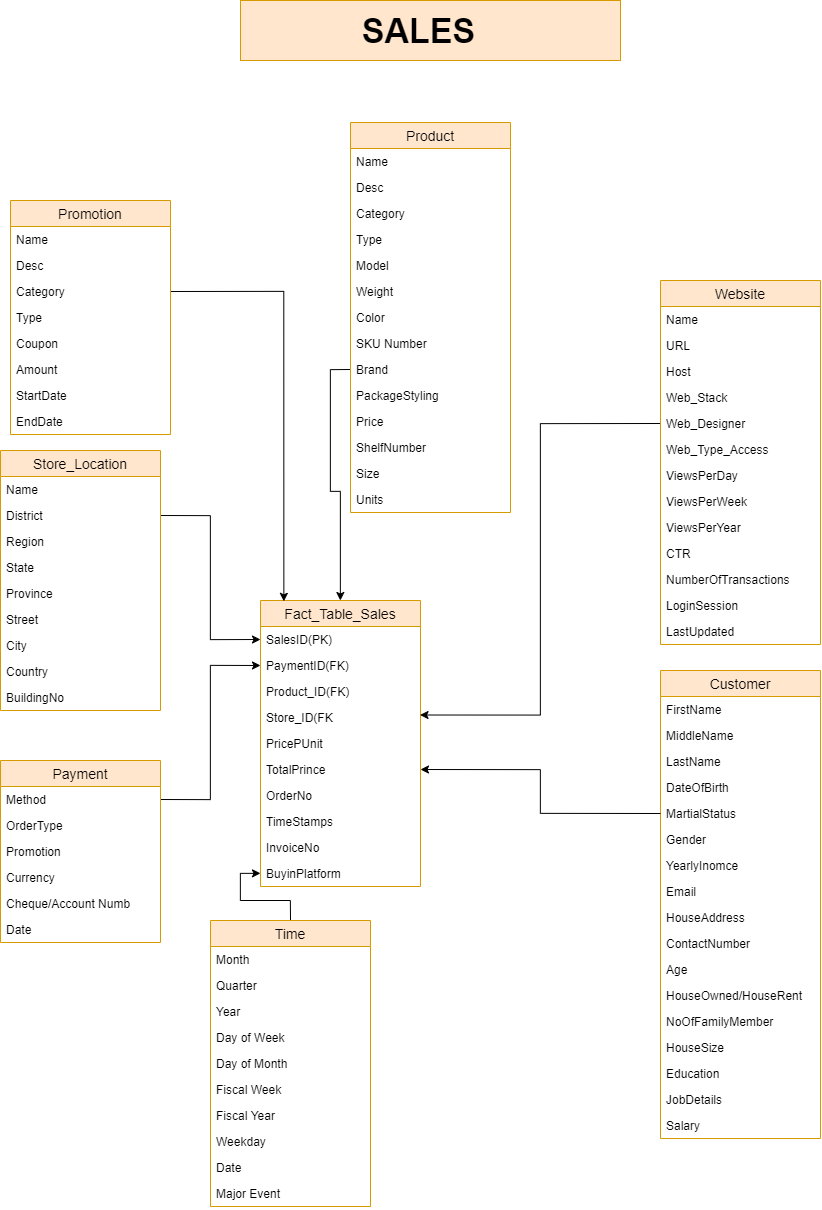 SALES
Product
Name
Desc
Category
Type
Model
Weight
Color
SKU Number
Brand
PackageStyling
Price
ShelfNumber
Size
Units
Promotion
Name
Desc
Category
Type
Coupon
Amount
StartDate
EndDate
Website
Name
URL
Host
Web_Stack
Web_Designer
Web_Type_Access
ViewsPerDay
ViewsPerWeek
ViewsPerYear
CTR
NumberOfTransactions
LoginSession
LastUpdated
Store_Location
Name
District
Region
State
Province
Street
City
Country
BuildingNo
Fact_Table_Sales
SalesID(PK)
PaymentID(FK)
Product_ID(FK)
Store_ID(FK
PricePUnit
TotalPrince
OrderNo
TimeStamps
InvoiceNo
BuyinPlatform
Customer
FirstName
MiddleName
LastName
DateOfBirth
MartialStatus
Gender
YearlyInomce
Email
HouseAddress
ContactNumber
Age
HouseOwned/HouseRent
NoOfFamilyMember
HouseSize
Education
JobDetails
Salary
Payment
Method
OrderType
Promotion
Currency
Cheque/Account Numb
Date
Time
Month
Quarter
Year
Day of Week
Day of Month
Fiscal Week
Fiscal Year
Weekday
Date
Major Event